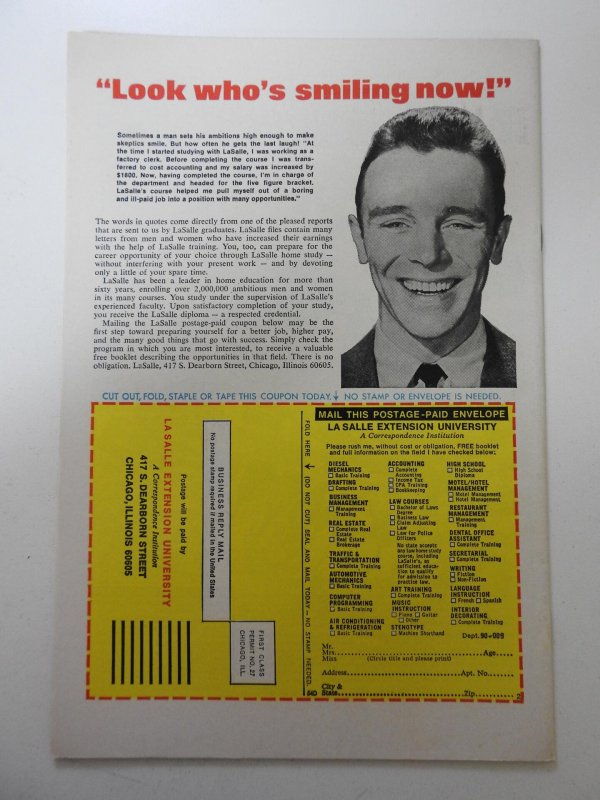 “Look who's smiling now!”
Sometimes a man sets his ambitions high enough to make
skeptics smile. But how often he gets the last laugh! "At
the time I started studying with LaSalle, I was working as a
factory clerk. Before completing the course I was trans-
ferred to cost accounting and my salary was increased by
$1800. Now, having completed the course, I'm in charge of
the department and headed for the five figure bracket.
LaSalle's course helped me pull myself out of a boring
and ill-paid job into a position with many opportunities."
The words in quotes come directly from one of the pleased reports
that are sent to us by LaSalle graduates. LaSalle files contain many
letters from men and women who have increased their earnings
with the help of LaSalle training. You, too, can prepare for the
career opportunity of your choice through LaSalle home study —
without interfering with your present work — and by devoting
only a little of your spare time.
LaSalle has been a leader in home education for more than
sixty years, enrolling over 2,000,000 ambitious men and women
in its many courses. You study under the supervision of LaSalle's
experienced faculty. Upon satisfactory completion of your study,
you receive the LaSalle diploma — a respected credential.
Mailing the LaSalle postage-paid coupon below may be the
first step toward preparing yourself for a better job, higher pay,
and the many good things that go with success. Simply check the
program in which you are most interested, to receive a valuable
free booklet describing the opportunities in that field. There is no
obligation. LaSalle, 417 S. Dearborn Street, Chicago, Illinois 60605.
CUT OUT, FOLD, STAPLE OR TAPE THIS COUPON TODAY. NO STAMP OR ENVELOPE IS NEEDED.
Postage will be paid by
LA SALLE EXTENSION UNIVERSITY
A Correspondence Institution
417 S. DEARBORN STREET
CHICAGO, ILLINOIS 60605
BUSINESS REPLY MAIL
No postage stamp required if mailed in the United States
FIRST CLASS
PERMIT NO. 27
CHICAGO, ILL.
FOLD HERE (DO NOT CUT) SEAL AND MAIL TODAY—NO STAMP NEEDED.
64D
MAIL THIS POSTAGE-PAID ENVELOPE
LA SALLE EXTENSION UNIVERSITY
A Correspondence Institution
Please rush me, without cost or obligation, FREE booklet
and full information on the field I have checked below:
DIESEL
MECHANICS
Basic Training
DRAFTING
Complete Training
BUSINESS
MANAGEMENT
Management
Training
REAL ESTATE
Complete Real
Estate
Real Estate
Brokerage
TRAFFIC &
TRANSPORTATION
Complete Training
AUTOMOTIVE
MECHANICS
Basic Training
COMPUTER
PROGRAMMING
Basic Training
AIR CONDITIONING
& REFRIGERATION
Basic Training
ACCOUNTING
Complete
Accounting
Income Tax
CPA Training
Bookkeeping
LAW COURSES
Bachelor of Laws
Degree
Business Law
Claim Adjusting
Law
Law for Police
Officers
No state accepts
any law home study
course, including
LaSalle's, as
sufficient educa-
tion to qualify
for admission to
practice law.
ART TRAINING
Complete Training
MUSIC
INSTRUCTION
Piano Guitar
Other
STENOTYPE
Machine Shorthand
HIGH SCHOOL
High School
Diploma
MOTEL/HOTEL
MANAGEMENT
Motel Management
Hotel Management
RESTAURANT
MANAGEMENT
Management
Training
DENTAL OFFICE
ASSISTANT
Complete Training
SECRETARIAL
Complete Training
WRITING
Fiction
Non-Fiction
LANGUAGE
INSTRUCTION
French Spanish
INTERIOR
DECORATING
Complete Training
Dept. 90-009
Mr.
Mrs. Age
Miss (Circle title and please print)
Address Apt. No.
City &
State Zip
2